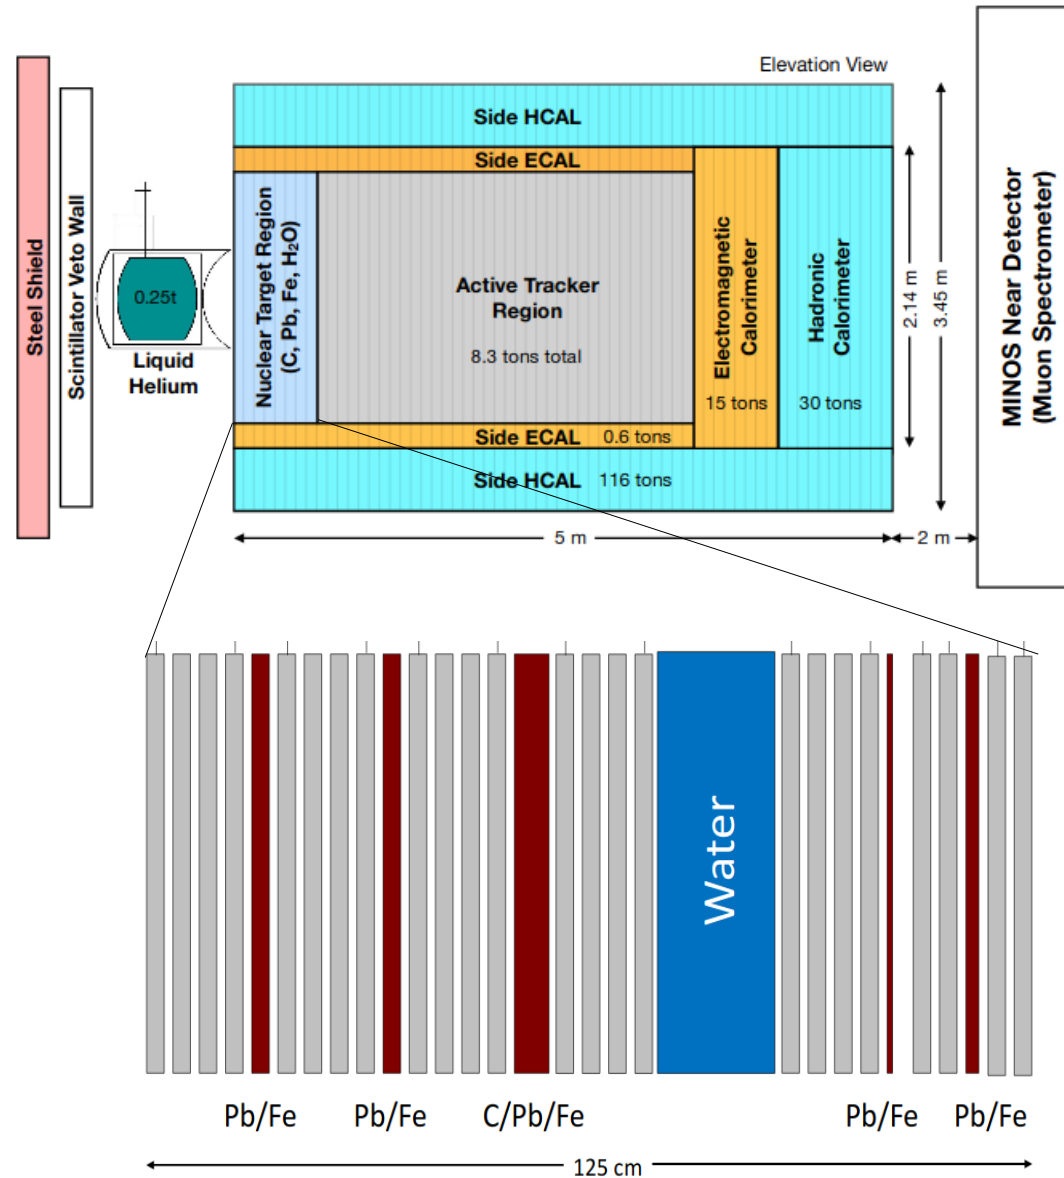 Elevation View
Steel Shield
Scintillator Veto Wall
0.25t
Liquid
Helium
Side HCAL
Side ECAL
Nuclear Target Region
(C, Pb, Fe, H₂O)
Active Tracker
Region
8.3 tons total
Electromagnetic
Calorimeter
15 tons
Hadronic
Calorimeter
30 tons
Side ECAL 0.6 tons
Side HCAL 116 tons
2.14 m
3.45 m
MINOS Near Detector
(Muon Spectrometer)
5 m
2 m
Water
Pb/Fe
Pb/Fe
C/Pb/Fe
Pb/Fe
Pb/Fe
125 cm